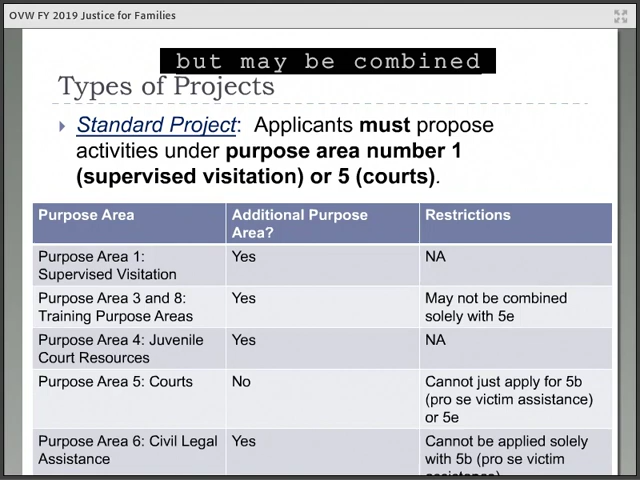 OVW FY 2019 Justice for Families
but may be combined
Types of Projects
Standard Project: Applicants must propose
activities under purpose area number 1
(supervised visitation) or 5 (courts).
Purpose Area
Additional Purpose
Area?
Restrictions
Purpose Area 1:
Supervised Visitation
Yes
NA
Purpose Area 3 and 8:
Training Purpose Areas
Yes
May not be combined
solely with 5e
Purpose Area 4: Juvenile
Court Resources
Yes
NA
Purpose Area 5: Courts
No
Cannot just apply for 5b
(pro se victim assistance)
or 5e
Purpose Area 6: Civil Legal
Assistance
Yes
Cannot be applied solely
with 5b (pro se victim